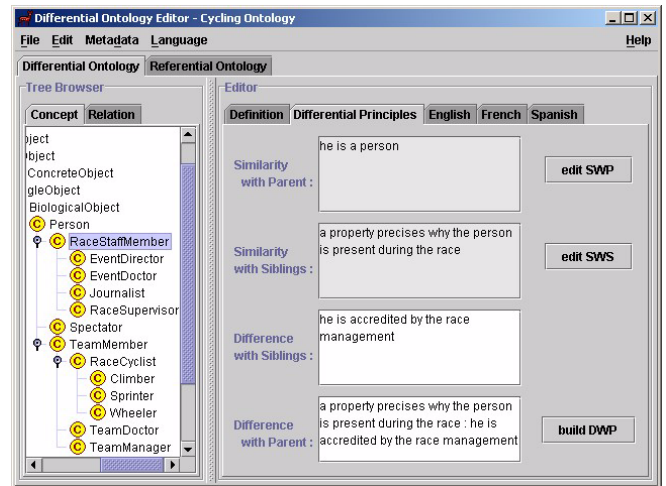 Differential Ontology Editor - Cycling Ontology
File Edit Metadata Language Help
Differential Ontology Referential Ontology
Tree Browser
Concept Relation
bject
bject
ConcreteObject
gleObject
BiologicalObject
C Person
C RaceStaffMember
C EventDirector
C EventDoctor
C Journalist
C RaceSupervisor
C Spectator
C TeamMember
C RaceCyclist
C Climber
C Sprinter
C Wheeler
C TeamDoctor
C TeamManager
Editor
Definition Differential Principles English French Spanish
Similarity
with Parent :
he is a person
edit SWP
Similarity
with Siblings :
a property precises why the person
is present during the race
edit SWS
Difference
with Siblings :
he is accredited by the race
management
Difference
with Parent :
a property precises why the person
is present during the race : he is
accredited by the race management
build DWP